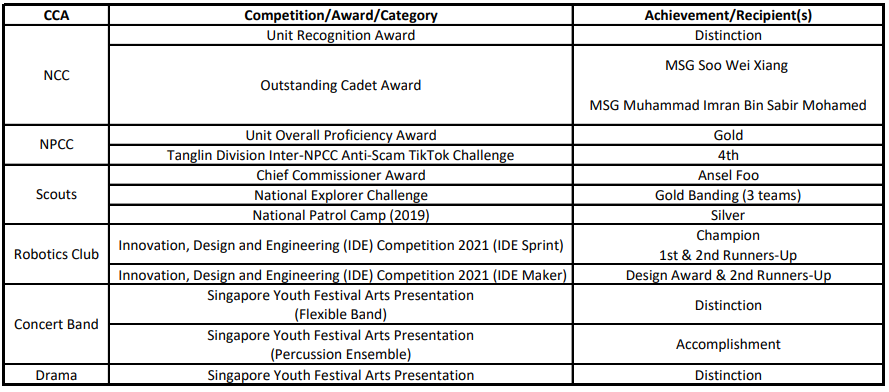 CCA Competition/Award/Category Achievement/Recipient(s)
NCC
Unit Recognition Award Distinction
Outstanding Cadet Award
MSG Soo Wei Xiang
MSG Muhammad Imran Bin Sabir Mohamed
NPCC
Unit Overall Proficiency Award Gold
Tanglin Division Inter-NPCC Anti-Scam TikTok Challenge 4th
Scouts
Chief Commissioner Award Ansel Foo
National Explorer Challenge Gold Banding (3 teams)
National Patrol Camp (2019) Silver
Robotics Club
Innovation, Design and Engineering (IDE) Competition 2021 (IDE Sprint)
Champion
1st & 2nd Runners-Up
Innovation, Design and Engineering (IDE) Competition 2021 (IDE Maker) Design Award & 2nd Runners-Up
Concert Band
Singapore Youth Festival Arts Presentation
(Flexible Band)
Distinction
Singapore Youth Festival Arts Presentation
(Percussion Ensemble)
Accomplishment
Drama Singapore Youth Festival Arts Presentation Distinction